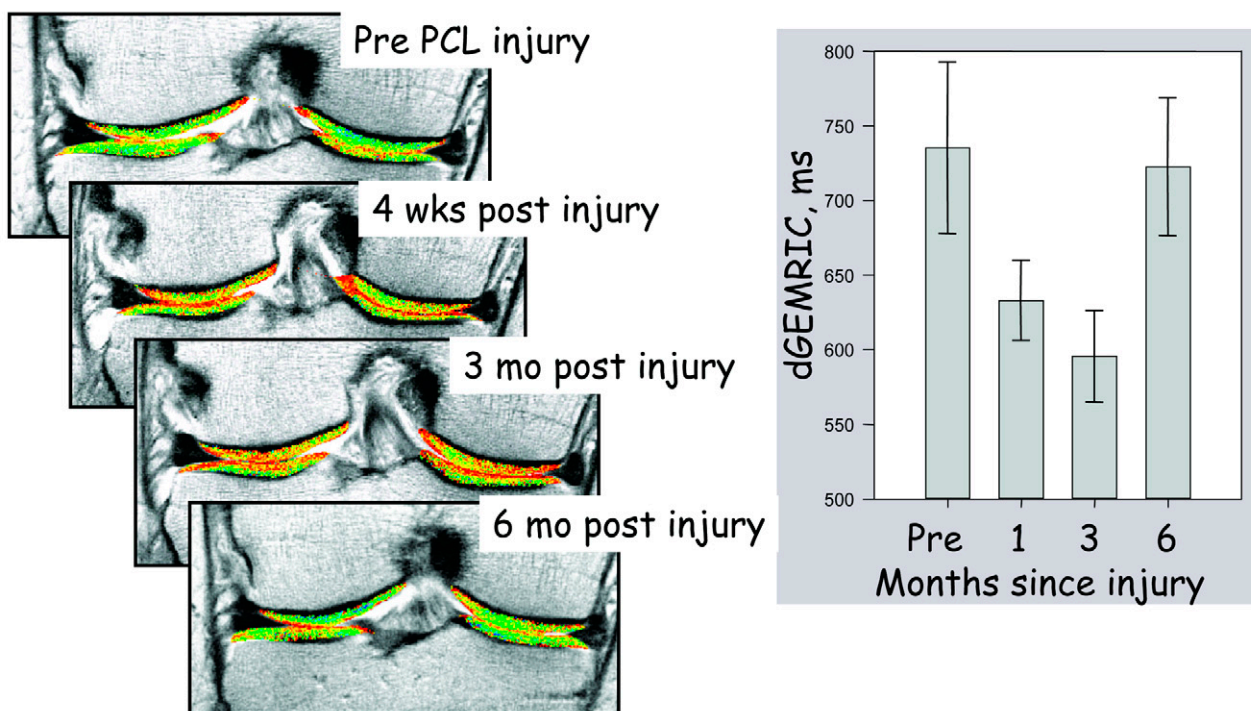 Pre PCL injury
4 wks post injury
3 mo post injury
6 mo post injury
dGEMRIC, ms
800
750
700
650
600
550
500
Pre 1 3 6
Months since injury